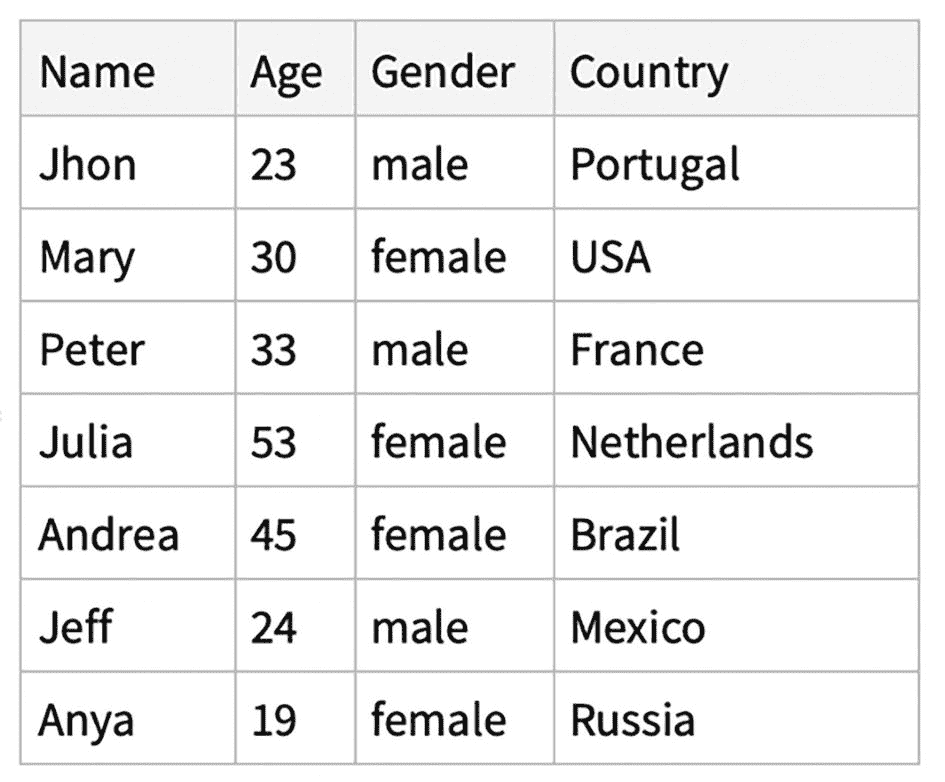 Name Age Gender Country
Jhon 23 male Portugal
Mary 30 female USA
Peter 33 male France
Julia 53 female Netherlands
Andrea 45 female Brazil
Jeff 24 male Mexico
Anya 19 female Russia